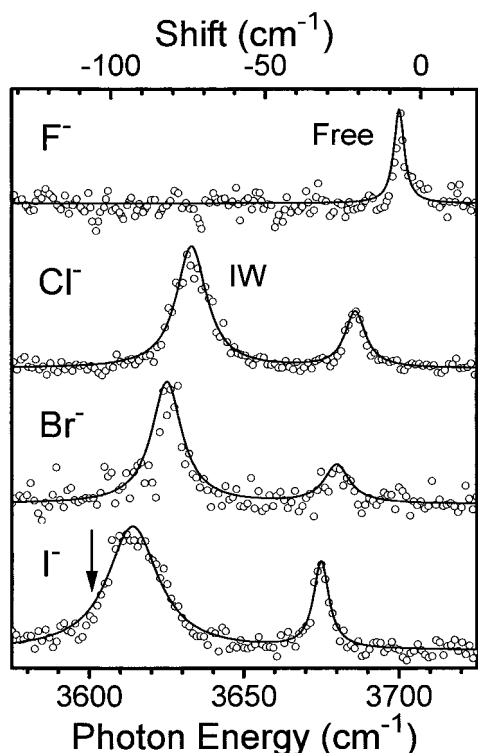 Shift (cm⁻¹)
-100 -50 0
F⁻
Free
Cl⁻
IW
Br⁻
I⁻
3600 3650 3700
Photon Energy (cm⁻¹)